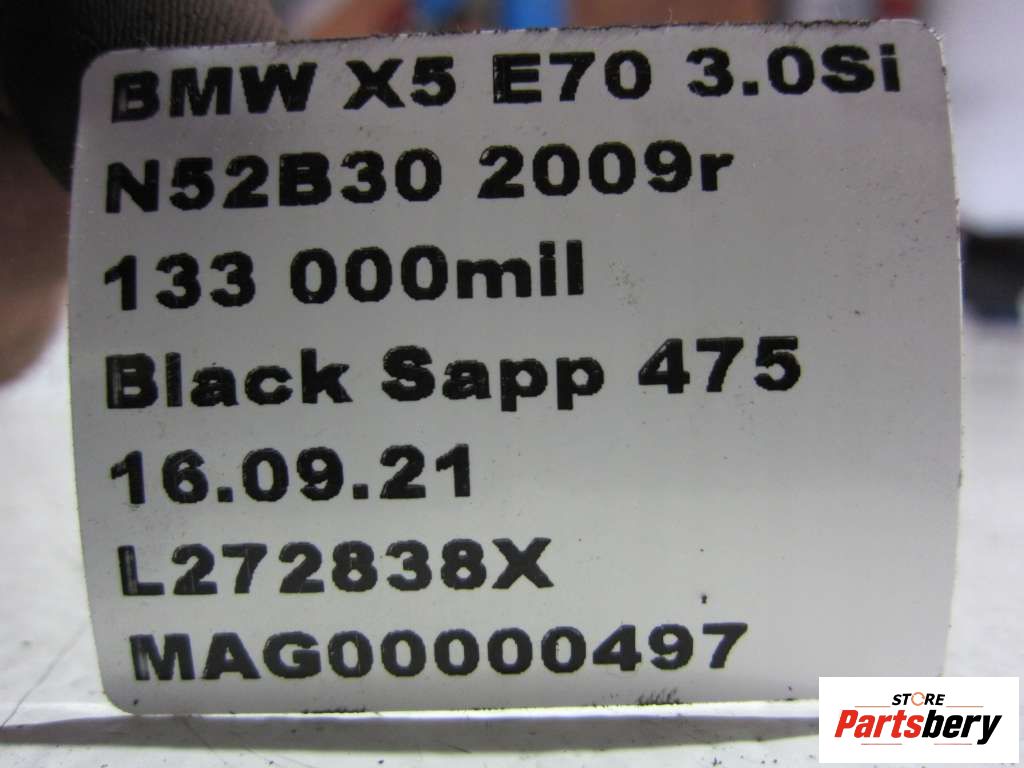 BMW X5 E70 3.0Si
N52B30 2009r
133 000mil
Black Sapp 475
16.09.21
L272838X
MAG00000497
STORE
Partsbery